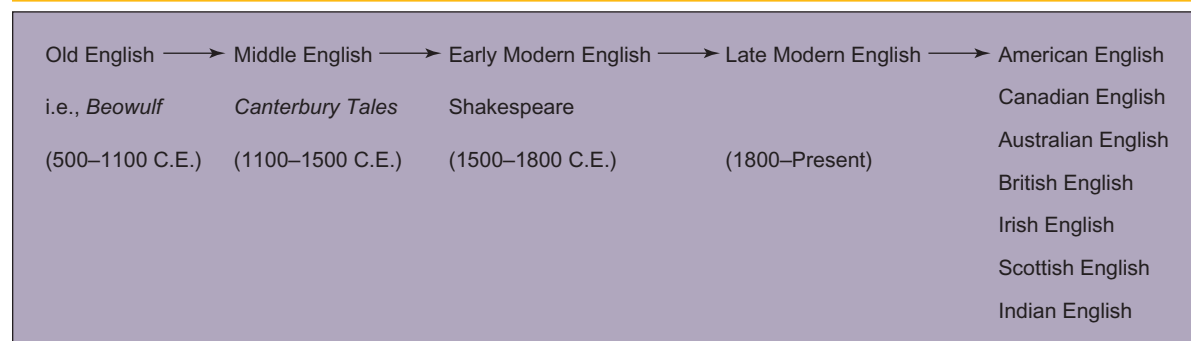 Old English → Middle English → Early Modern English → Late Modern English → American English
Canadian English
i.e., Beowulf Canterbury Tales Shakespeare
Australian English
(500–1100 C.E.) (1100–1500 C.E.) (1500–1800 C.E.) (1800–Present)
British English
Irish English
Scottish English
Indian English